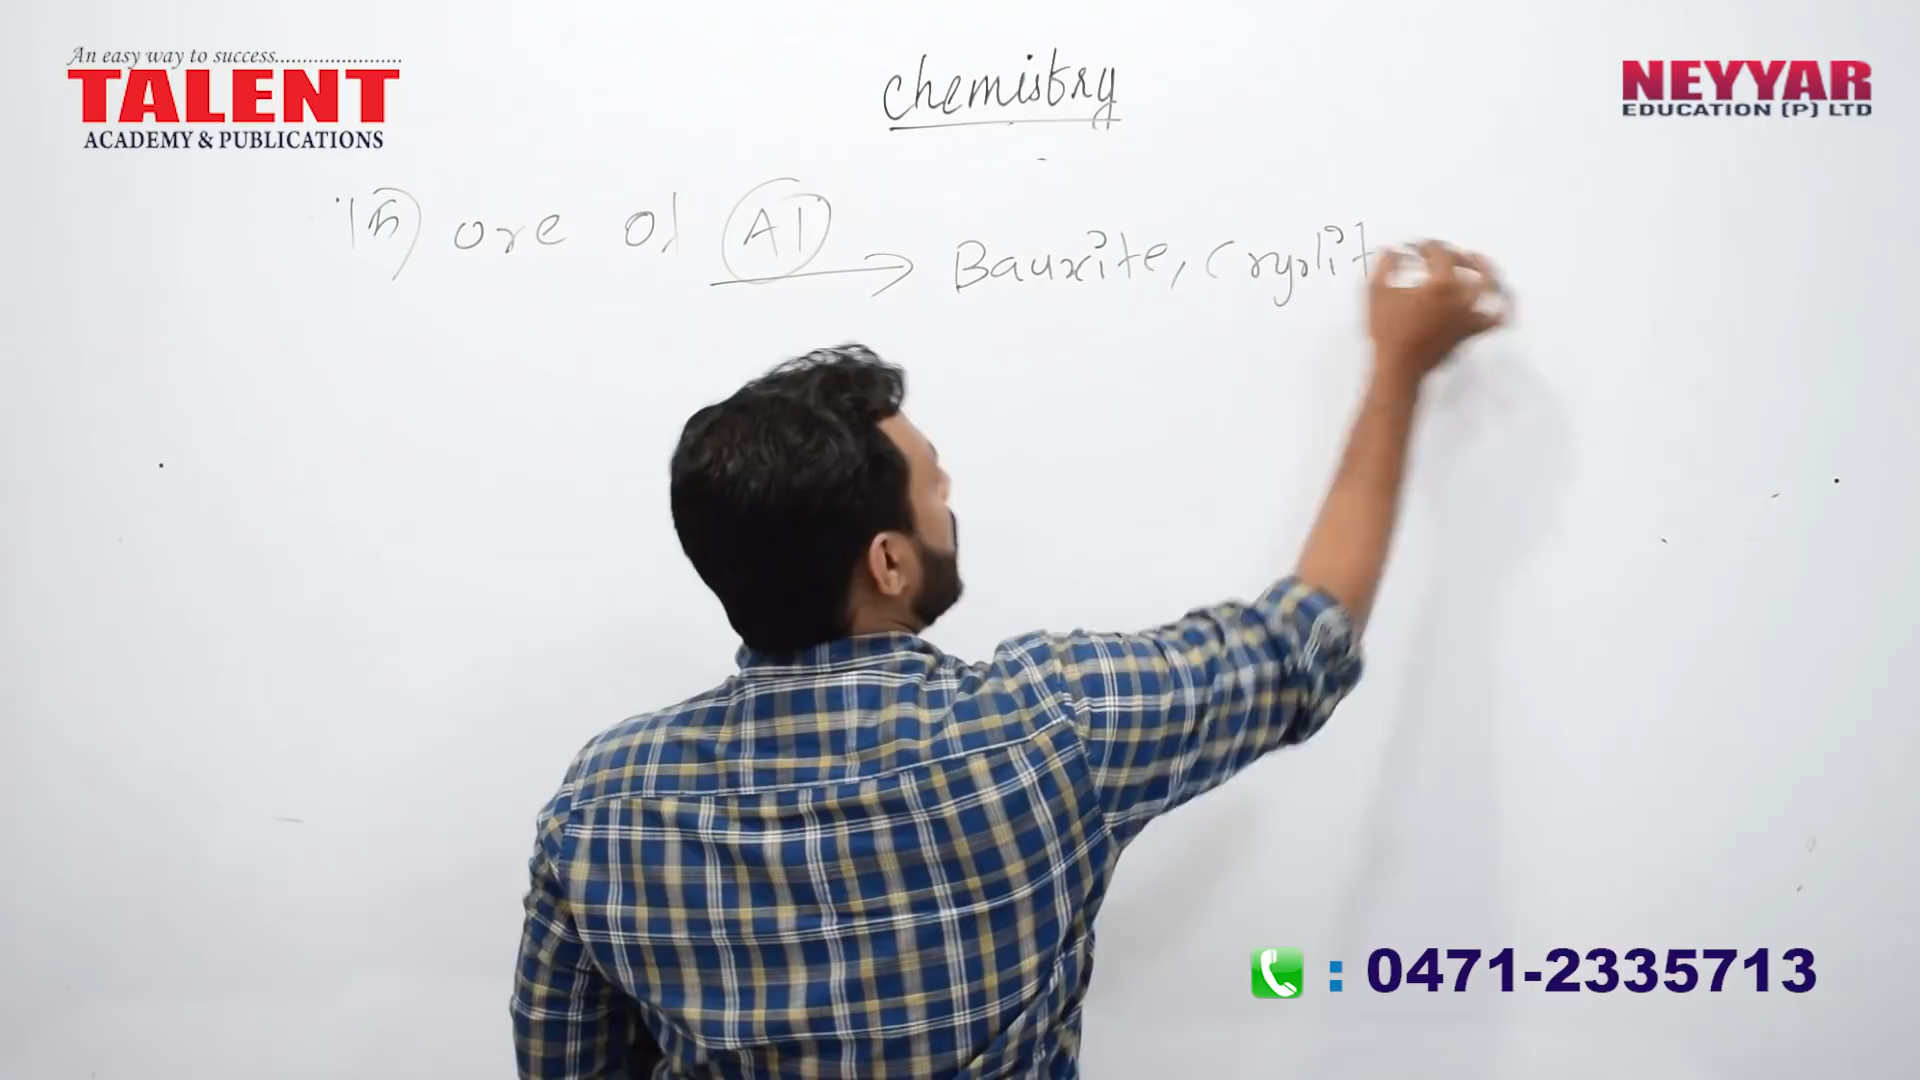 An easy way to success.......................
TALENT
ACADEMY & PUBLICATIONS
NEYYAR
EDUCATION (P) LTD
chemistry
ore of Al → Bauxite, Cryolit
: 0471-2335713